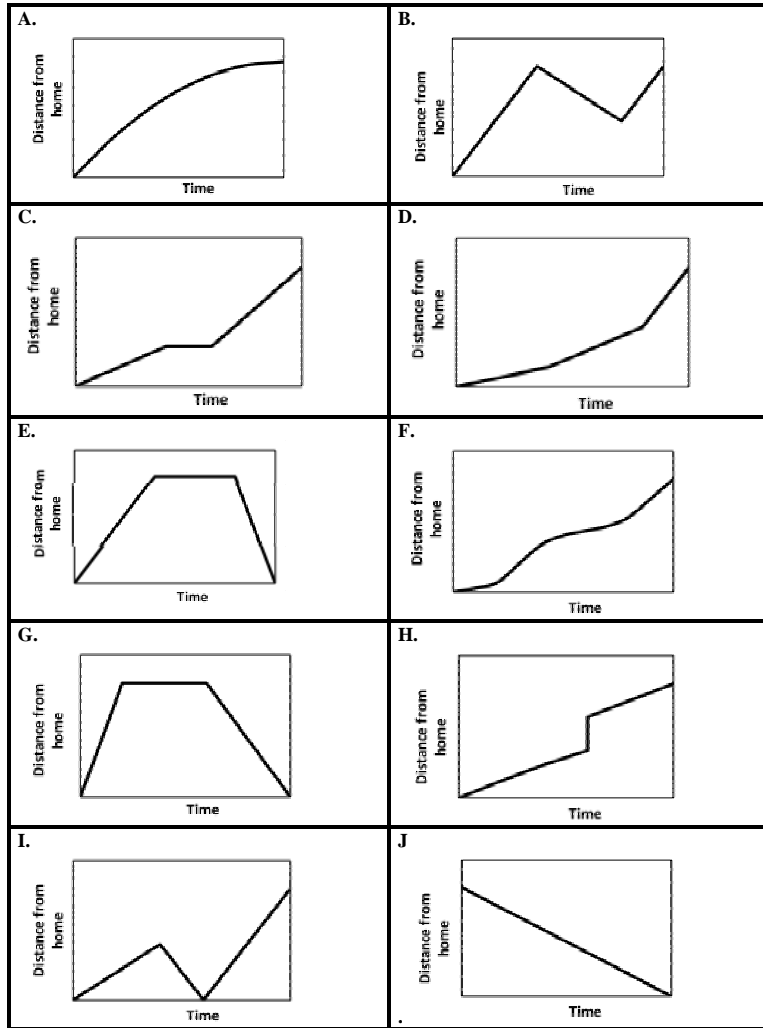 A.
Distance from
home
Time
B.
Distance from
home
Time
C.
Distance from
home
Time
D.
Distance from
home
Time
E.
Distance from
home
Time
F.
Distance from
home
Time
G.
Distance from
home
Time
H.
Distance from
home
Time
I.
Distance from
home
Time
J
Distance from
home
Time
.